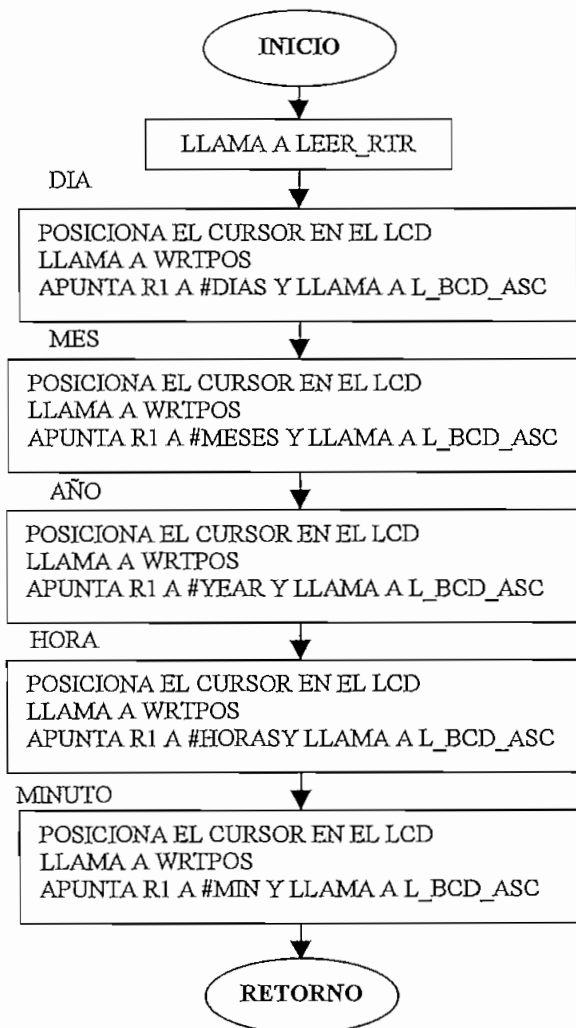 INICIO
LLAMA A LEER_RTR
DIA
POSICIONA EL CURSOR EN EL LCD
LLAMA A WRTPOS
APUNTA R1 A #DIAS Y LLAMA A L_BCD_ASC
MES
POSICIONA EL CURSOR EN EL LCD
LLAMA A WRTPOS
APUNTA R1 A #MESES Y LLAMA A L_BCD_ASC
AÑO
POSICIONA EL CURSOR EN EL LCD
LLAMA A WRTPOS
APUNTA R1 A #YEAR Y LLAMA A L_BCD_ASC
HORA
POSICIONA EL CURSOR EN EL LCD
LLAMA A WRTPOS
APUNTA R1 A #HORASY LLAMA A L_BCD_ASC
MINUTO
POSICIONA EL CURSOR EN EL LCD
LLAMA A WRTPOS
APUNTA R1 A #MIN Y LLAMA A L_BCD_ASC
RETORNO